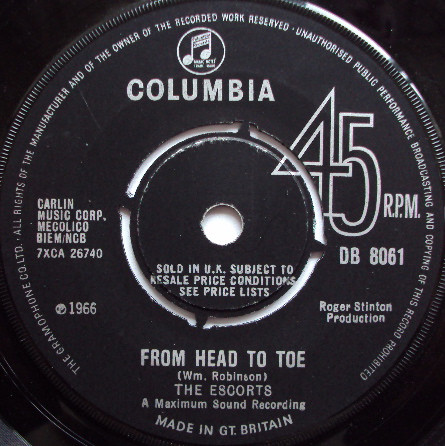 THE GRAMOPHONE CO. LTD. · ALL RIGHTS OF THE MANUFACTURER AND OF THE OWNER OF THE RECORDED WORK RESERVED · UNAUTHORISED PUBLIC PERFORMANCE BROADCASTING AND COPYING OF THIS RECORD PROHIBITED
COLUMBIA
45
R.P.M.
CARLIN
MUSIC CORP.
MECOLICO
BIEM/NCB
7XCA 26740
DB 8061
SOLD IN U.K. SUBJECT TO
RESALE PRICE CONDITIONS
SEE PRICE LISTS
℗ 1966
Roger Stinton
Production
FROM HEAD TO TOE
(Wm. Robinson)
THE ESCORTS
A Maximum Sound Recording
MADE IN GT. BRITAIN